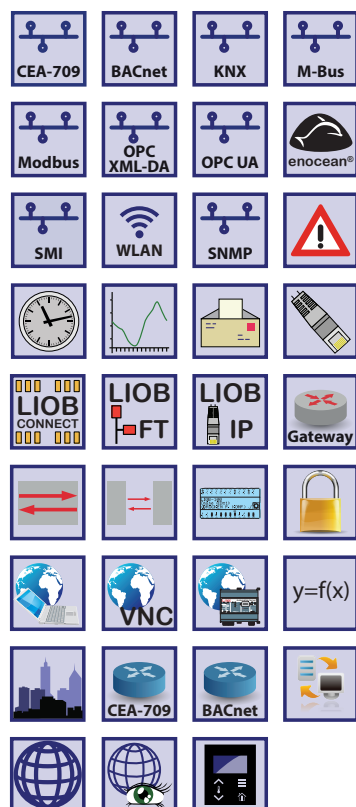 CEA-709
BACnet
KNX
M-Bus
Modbus
OPC
XML-DA
OPC UA
enocean®
SMI
WLAN
SNMP
LIOB
CONNECT
LIOB
FT
LIOB
IP
Gateway
VNC
y=f(x)
CEA-709
BACnet